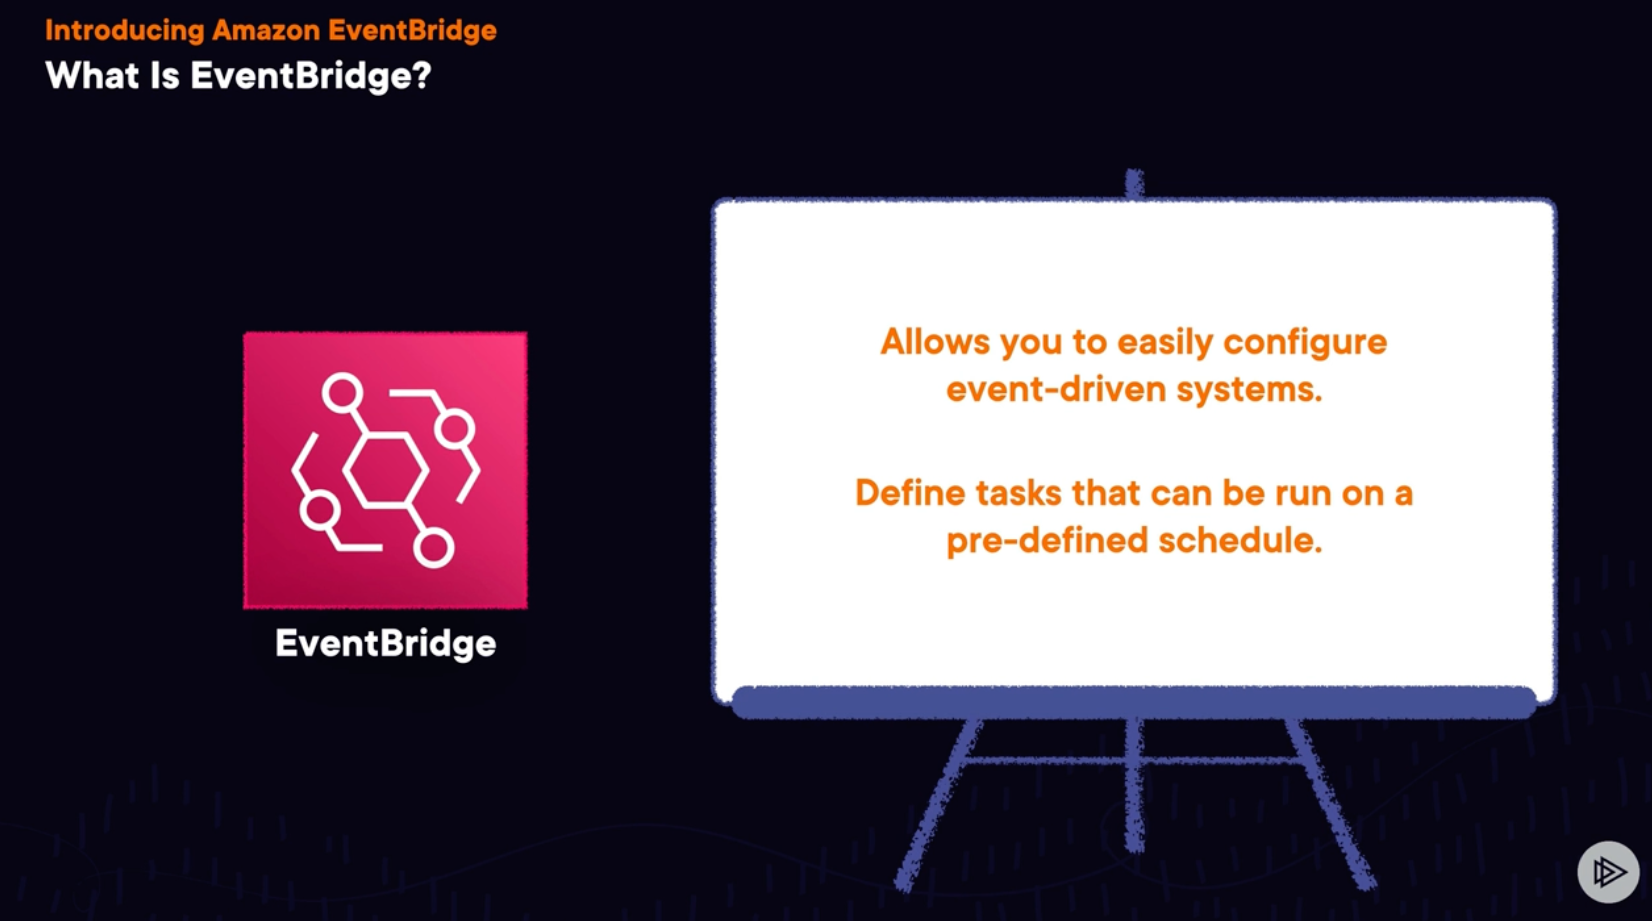 Introducing Amazon EventBridge
What Is EventBridge?
Allows you to easily configure
event-driven systems.
Define tasks that can be run on a
pre-defined schedule.
EventBridge